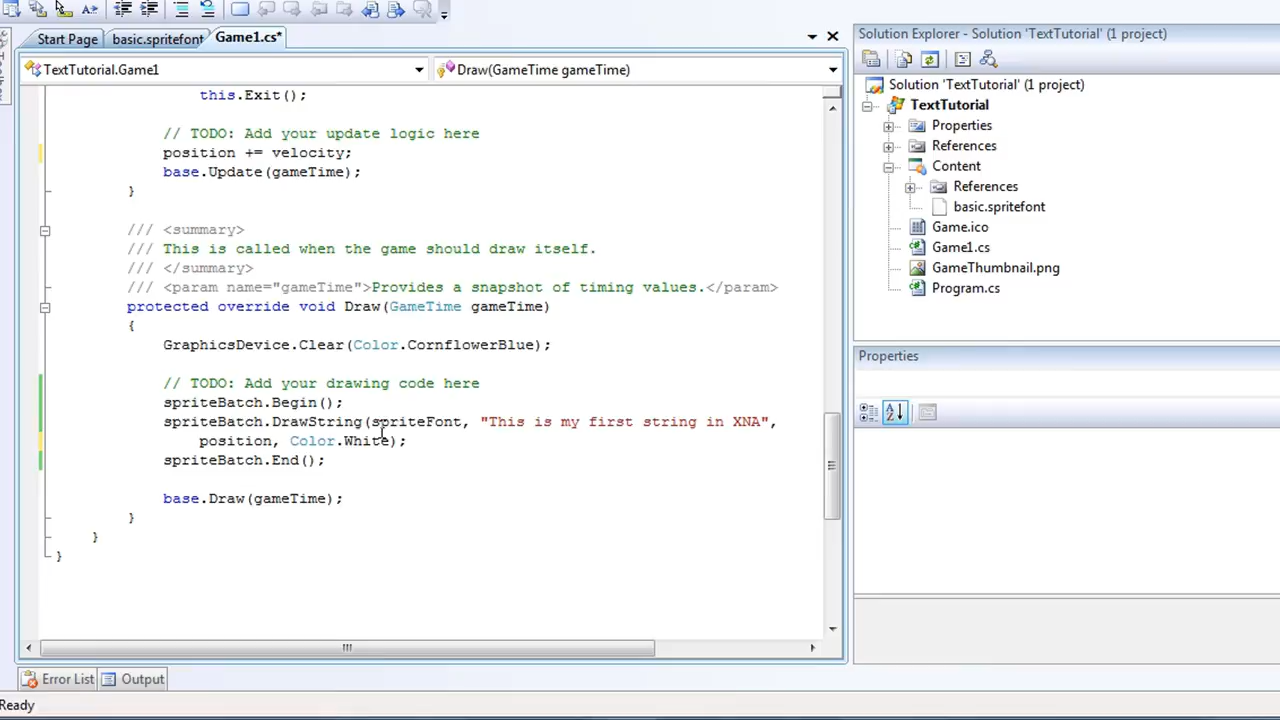 Start Page
basic.spritefont
Game1.cs*
TextTutorial.Game1
Draw(GameTime gameTime)
this.Exit();
// TODO: Add your update logic here
position += velocity;
base.Update(gameTime);
}
/// <summary>
/// This is called when the game should draw itself.
/// </summary>
/// <param name="gameTime">Provides a snapshot of timing values.</param>
protected override void Draw(GameTime gameTime)
{
GraphicsDevice.Clear(Color.CornflowerBlue);
// TODO: Add your drawing code here
spriteBatch.Begin();
spriteBatch.DrawString(spriteFont, "This is my first string in XNA",
position, Color.White);
spriteBatch.End();
base.Draw(gameTime);
}
}
}
Error List
Output
Ready
Solution Explorer - Solution 'TextTutorial' (1 project)
Solution 'TextTutorial' (1 project)
TextTutorial
Properties
References
Content
References
basic.spritefont
Game.ico
Game1.cs
GameThumbnail.png
Program.cs
Properties